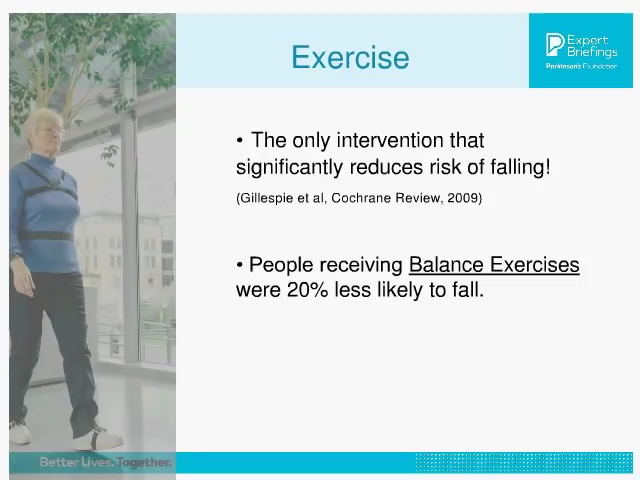 Exercise
Expert
Briefings
Parkinson's Foundation
• The only intervention that
significantly reduces risk of falling!
(Gillespie et al, Cochrane Review, 2009)
• People receiving Balance Exercises
were 20% less likely to fall.
Better Lives. Together.